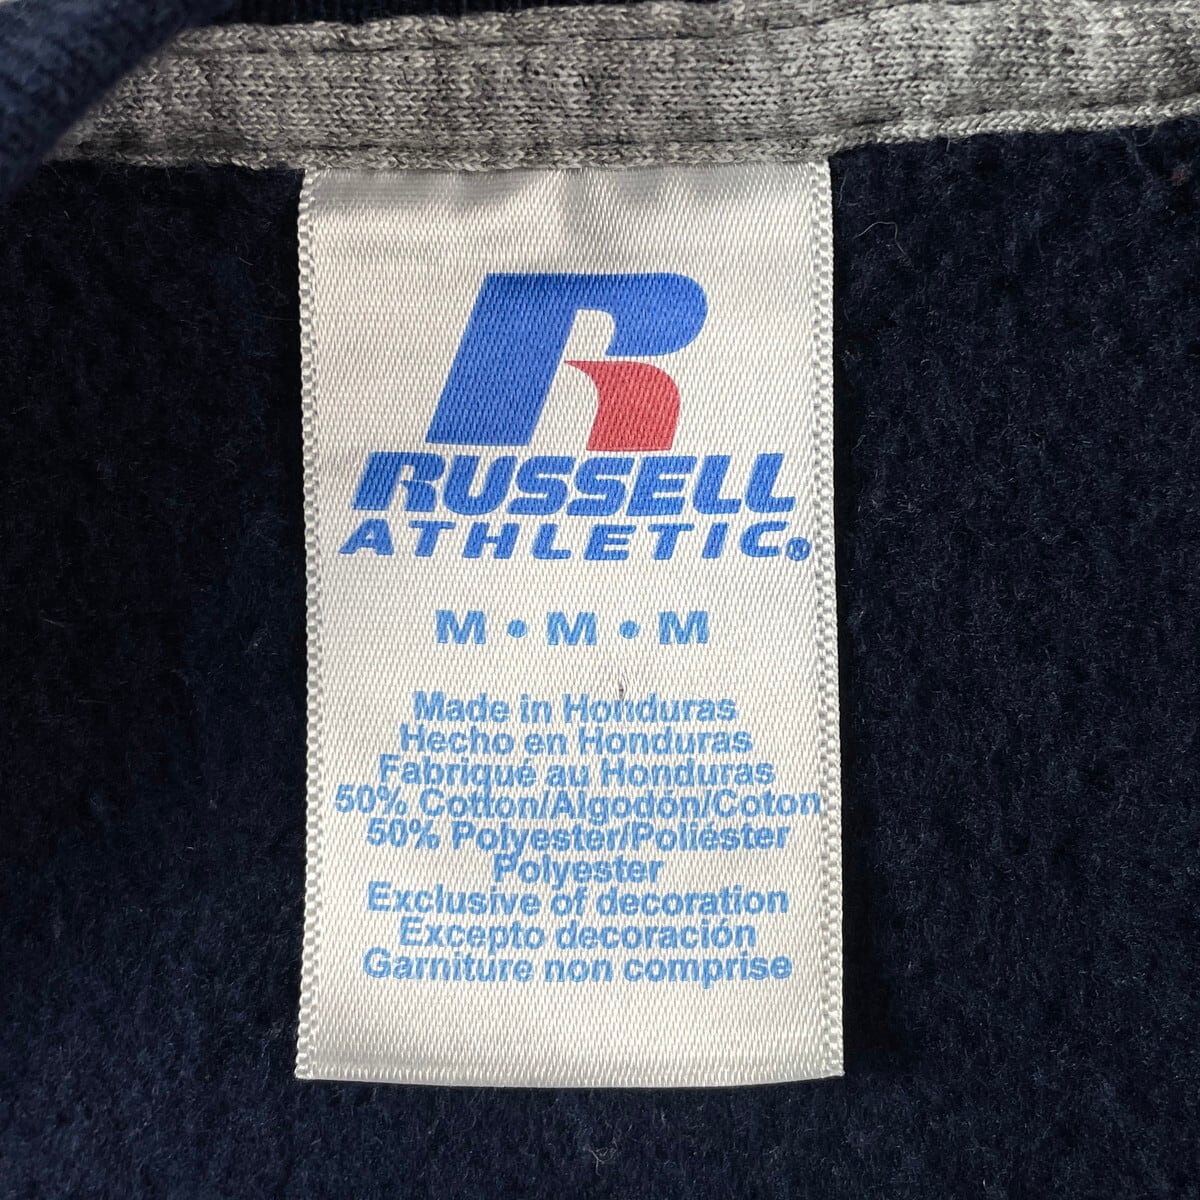 R
RUSSELL
ATHLETIC®
M • M • M
Made in Honduras
Hecho en Honduras
Fabriqué au Honduras
50% Cotton/Algodón/Coton
50% Polyester/Poliéster
Polyester
Exclusive of decoration
Excepto decoración
Garniture non comprise